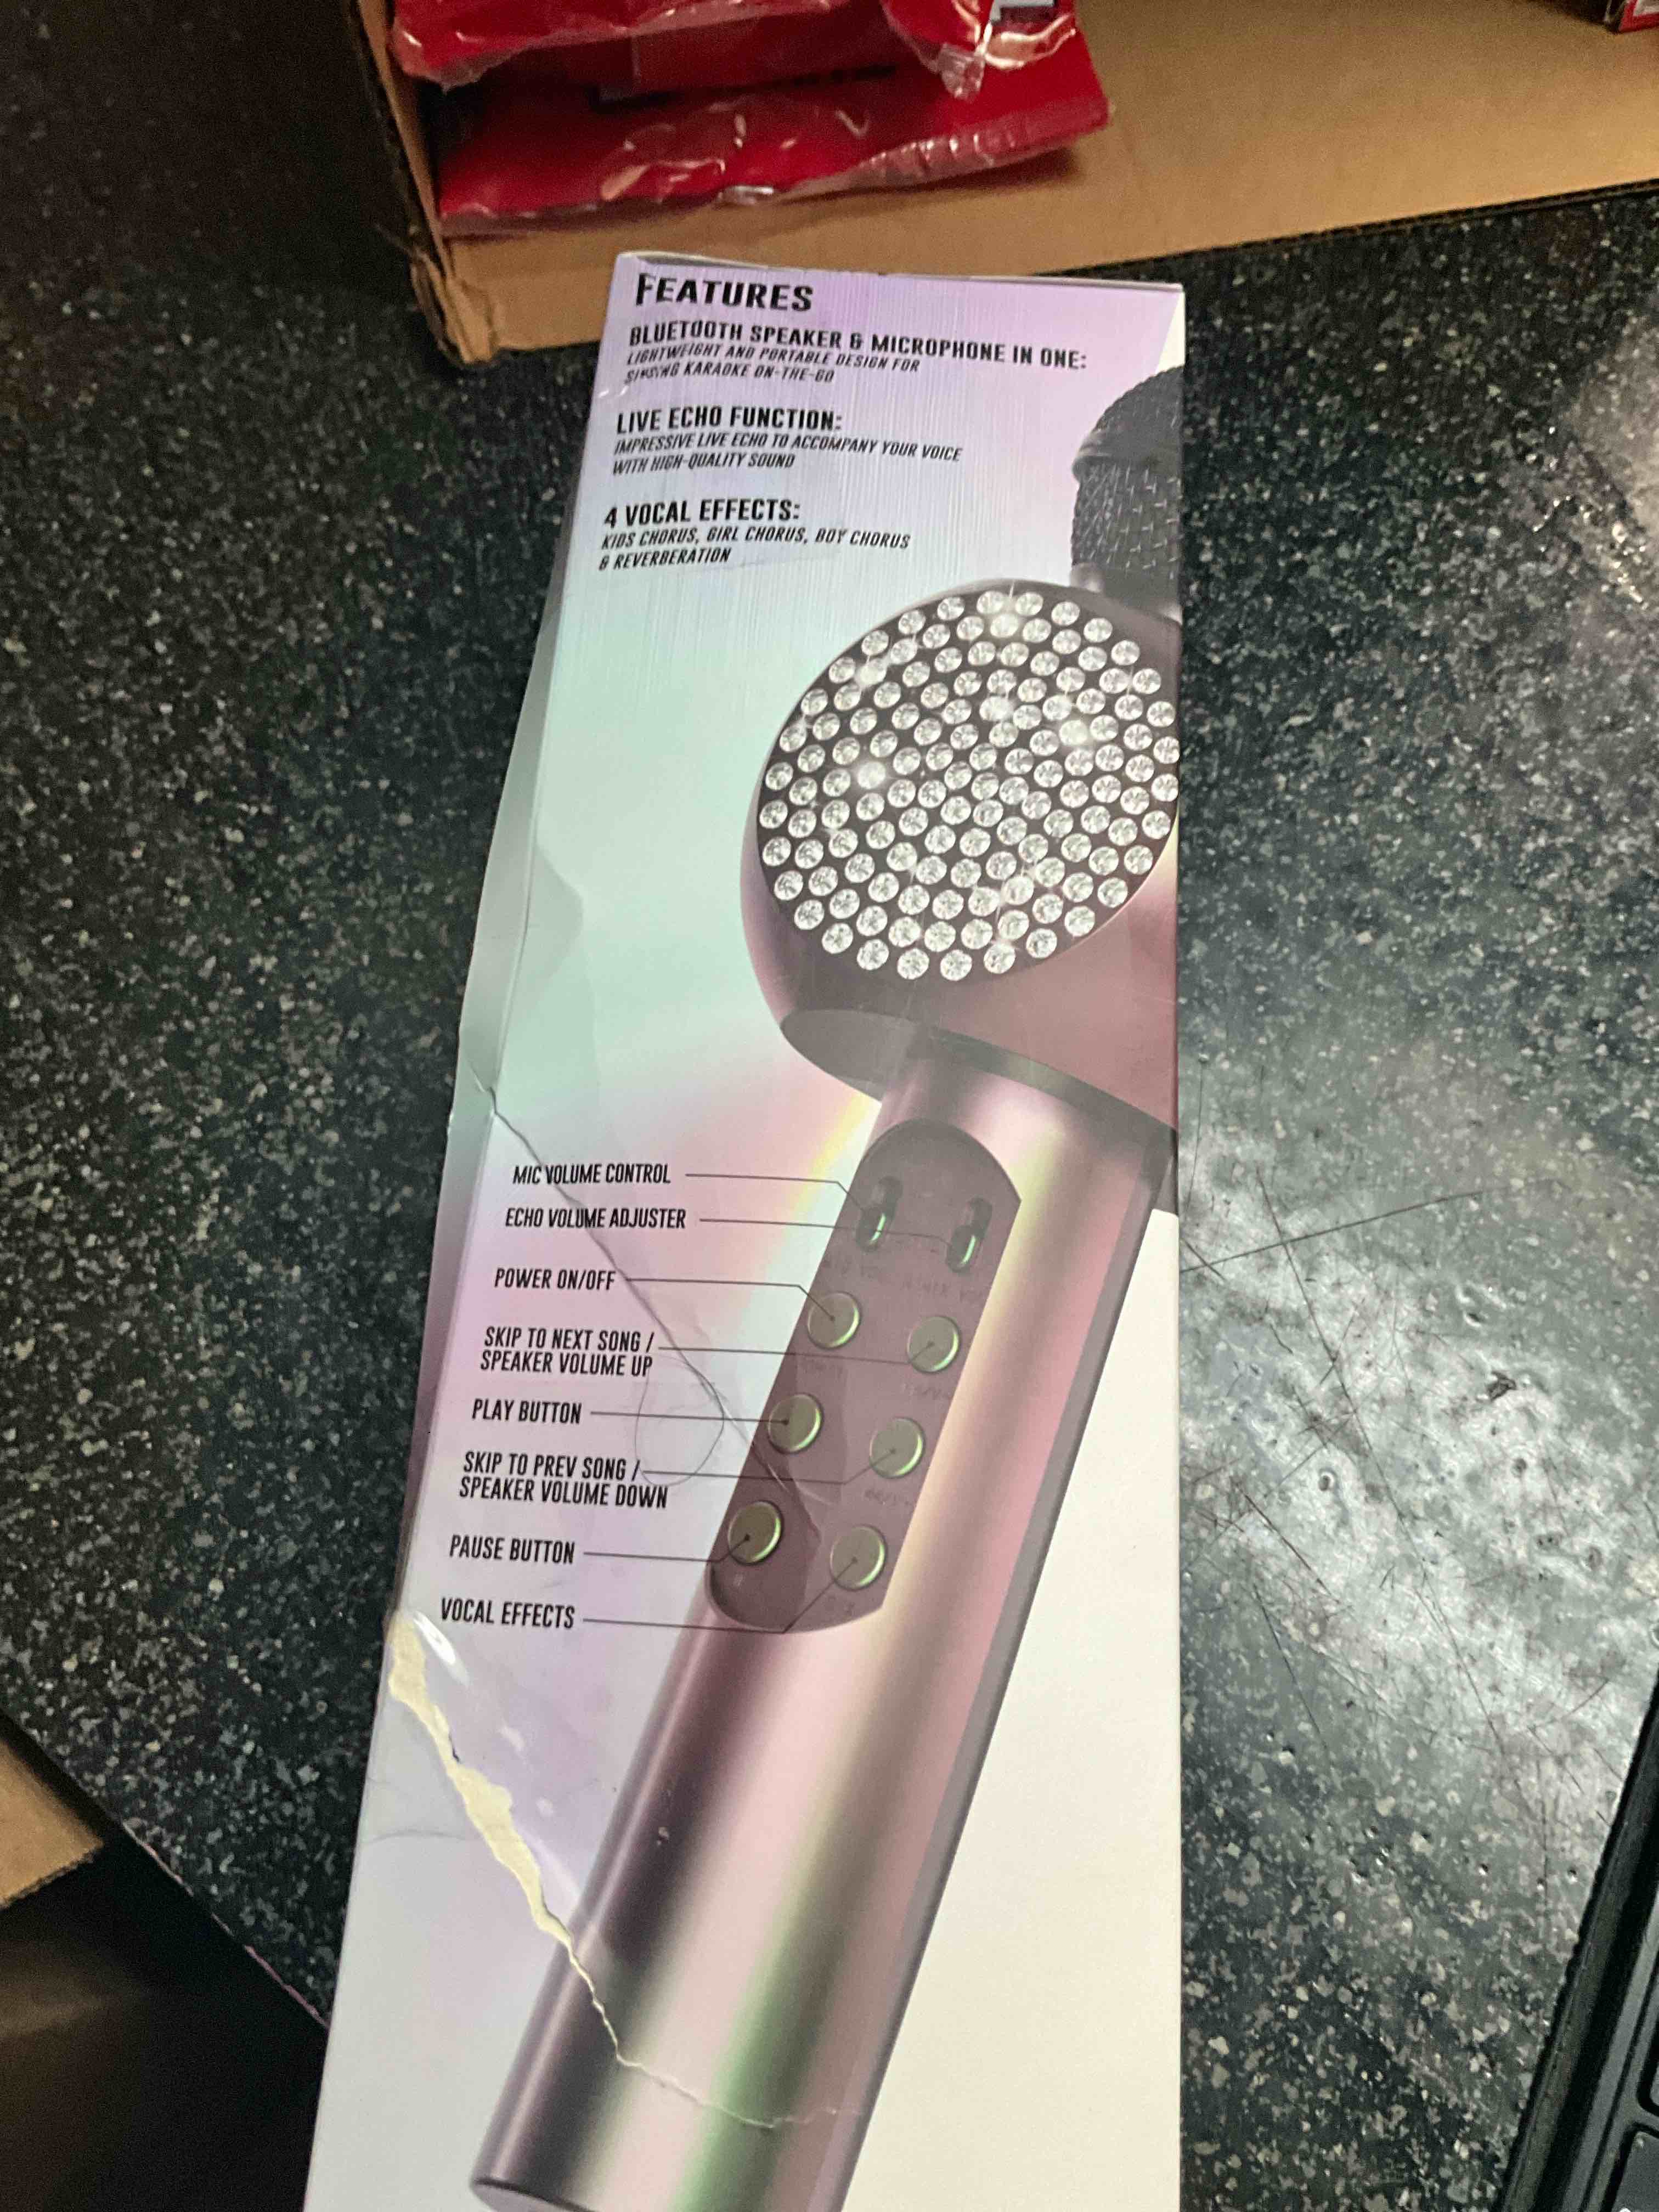 FEATURES
BLUETOOTH SPEAKER & MICROPHONE IN ONE:
LIGHTWEIGHT AND PORTABLE DESIGN FOR
SINGING KARAOKE ON-THE-GO
LIVE ECHO FUNCTION:
IMPRESSIVE LIVE ECHO TO ACCOMPANY YOUR VOICE
WITH HIGH-QUALITY SOUND
4 VOCAL EFFECTS:
KIDS CHORUS, GIRL CHORUS, BOY CHORUS
& REVERBERATION
MIC VOLUME CONTROL
ECHO VOLUME ADJUSTER
POWER ON/OFF
SKIP TO NEXT SONG /
SPEAKER VOLUME UP
PLAY BUTTON
SKIP TO PREV SONG /
SPEAKER VOLUME DOWN
PAUSE BUTTON
VOCAL EFFECTS